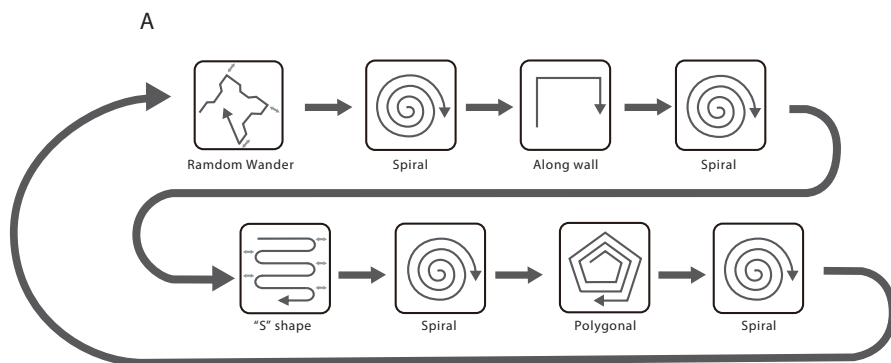 A
Ramdom Wander
Spiral
Along wall
Spiral
“S” shape
Spiral
Polygonal
Spiral